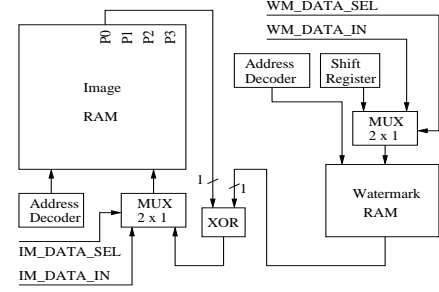 WM_DATA_SEL
WM_DATA_IN
P0
P1
P2
P3
Image
RAM
Address
Decoder
Shift
Register
MUX
2 x 1
1
1
Address
Decoder
MUX
2 x 1
XOR
Watermark
RAM
IM_DATA_SEL
IM_DATA_IN